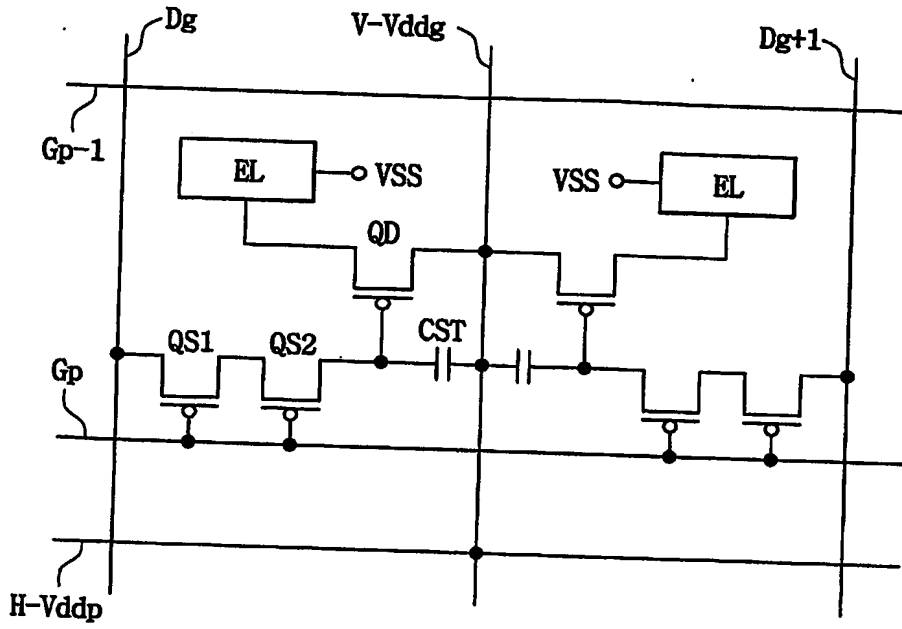 Dg
V-Vddg
Dg+1
Gp-1
EL
VSS
VSS
EL
QD
CST
QS1
QS2
Gp
H-Vddp